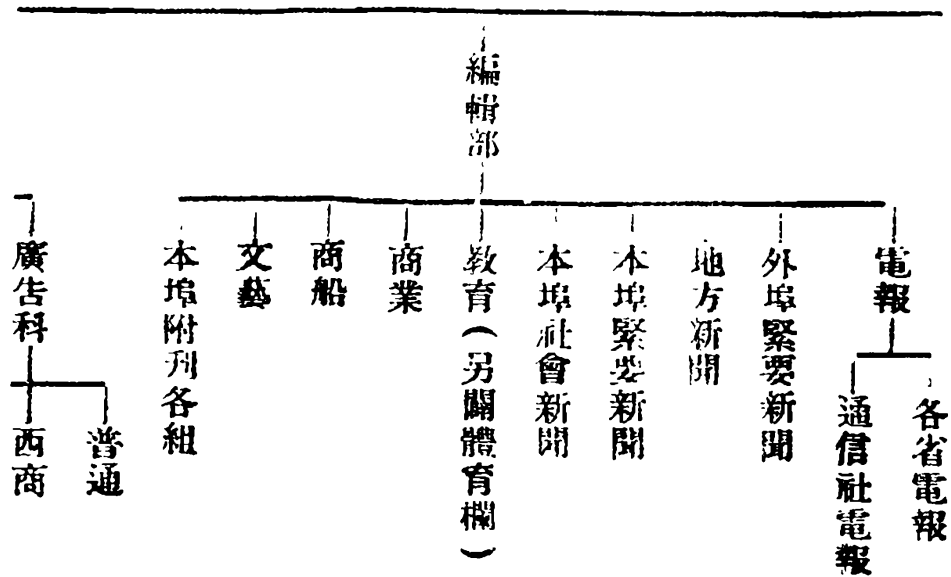 編輯部
電報
各省電報
通信社電報
外埠緊要新聞
地方新聞
本埠緊要新聞
本埠社會新聞
教育(另闢體育欄)
商業
商船
文藝
本埠附刊各組
廣告科
普通
西商